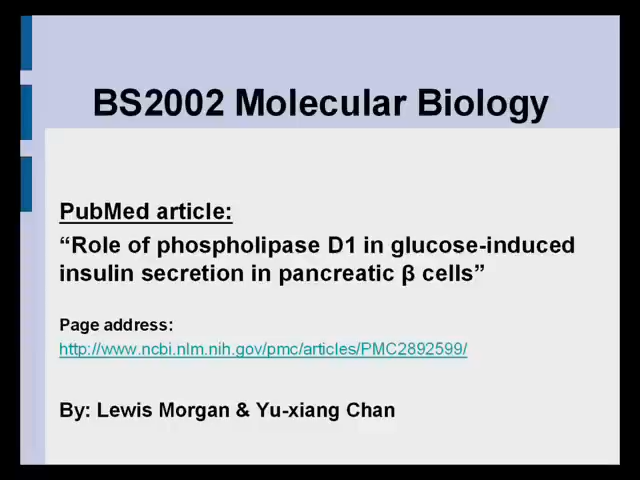 BS2002 Molecular Biology
PubMed article:
“Role of phospholipase D1 in glucose-induced
insulin secretion in pancreatic β cells”
Page address:
http://www.ncbi.nlm.nih.gov/pmc/articles/PMC2892599/
By: Lewis Morgan & Yu-xiang Chan